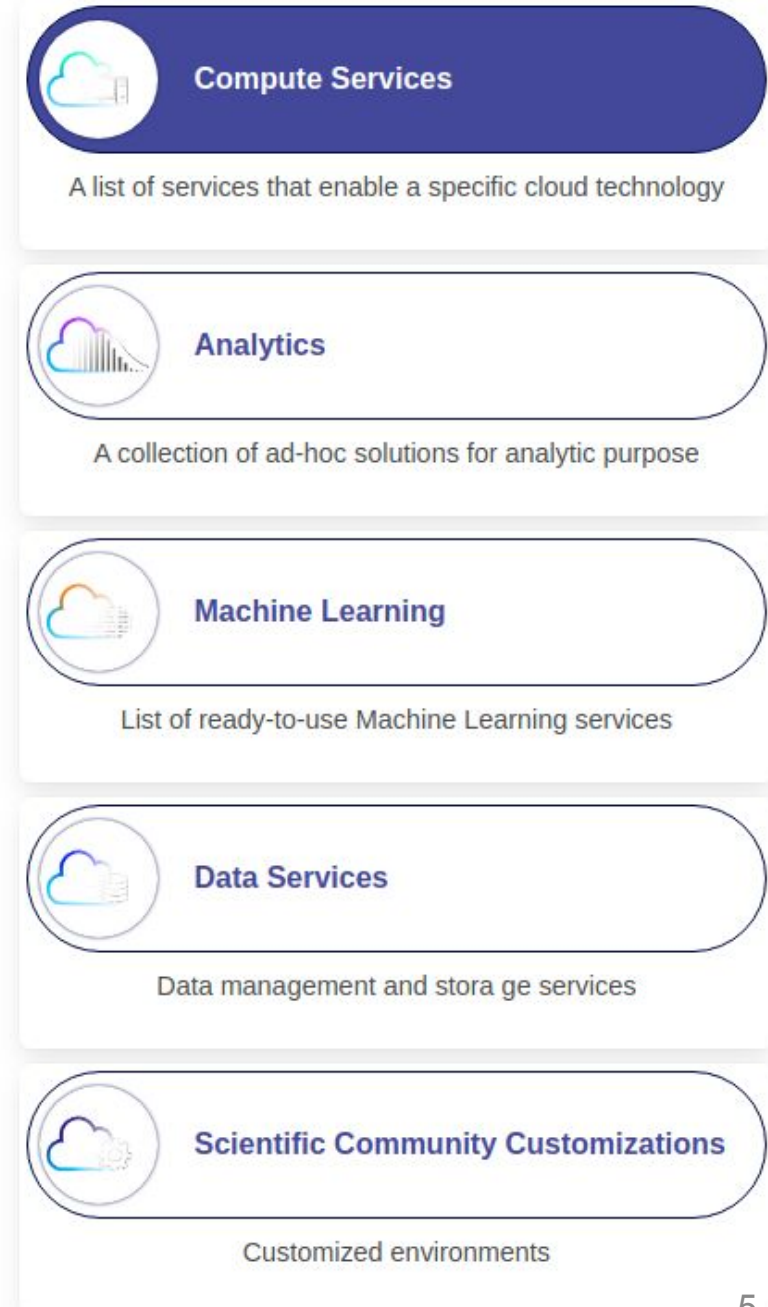 Compute Services
A list of services that enable a specific cloud technology
Analytics
A collection of ad-hoc solutions for analytic purpose
Machine Learning
List of ready-to-use Machine Learning services
Data Services
Data management and stora ge services
Scientific Community Customizations
Customized environments
5